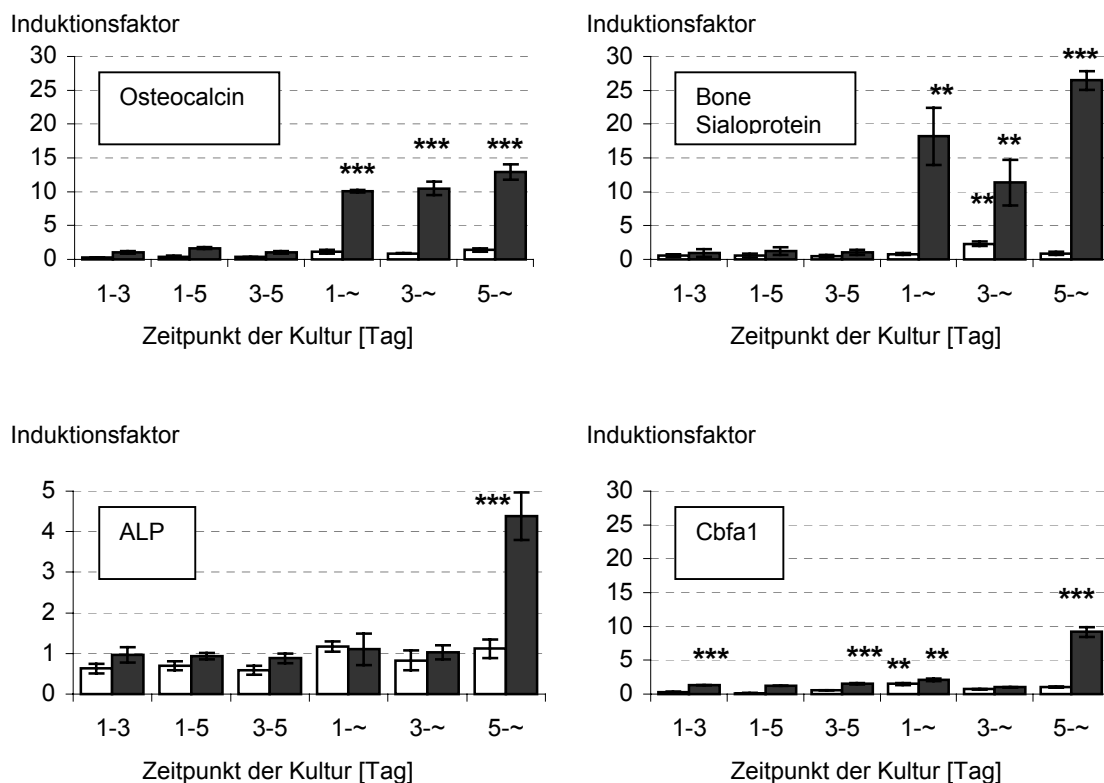 Induktionsfaktor
30
25
20
15
10
5
0
Osteocalcin
***
***
***
1-3 1-5 3-5 1-~ 3-~ 5-~
Zeitpunkt der Kultur [Tag]
Induktionsfaktor
30
25
20
15
10
5
0
Bone
Sialoprotein
**
**
**
***
1-3 1-5 3-5 1-~ 3-~ 5-~
Zeitpunkt der Kultur [Tag]
Induktionsfaktor
5
4
3
2
1
0
ALP
***
1-3 1-5 3-5 1-~ 3-~ 5-~
Zeitpunkt der Kultur [Tag]
Induktionsfaktor
30
25
20
15
10
5
0
Cbfa1
***
***
**
**
***
1-3 1-5 3-5 1-~ 3-~ 5-~
Zeitpunkt der Kultur [Tag]